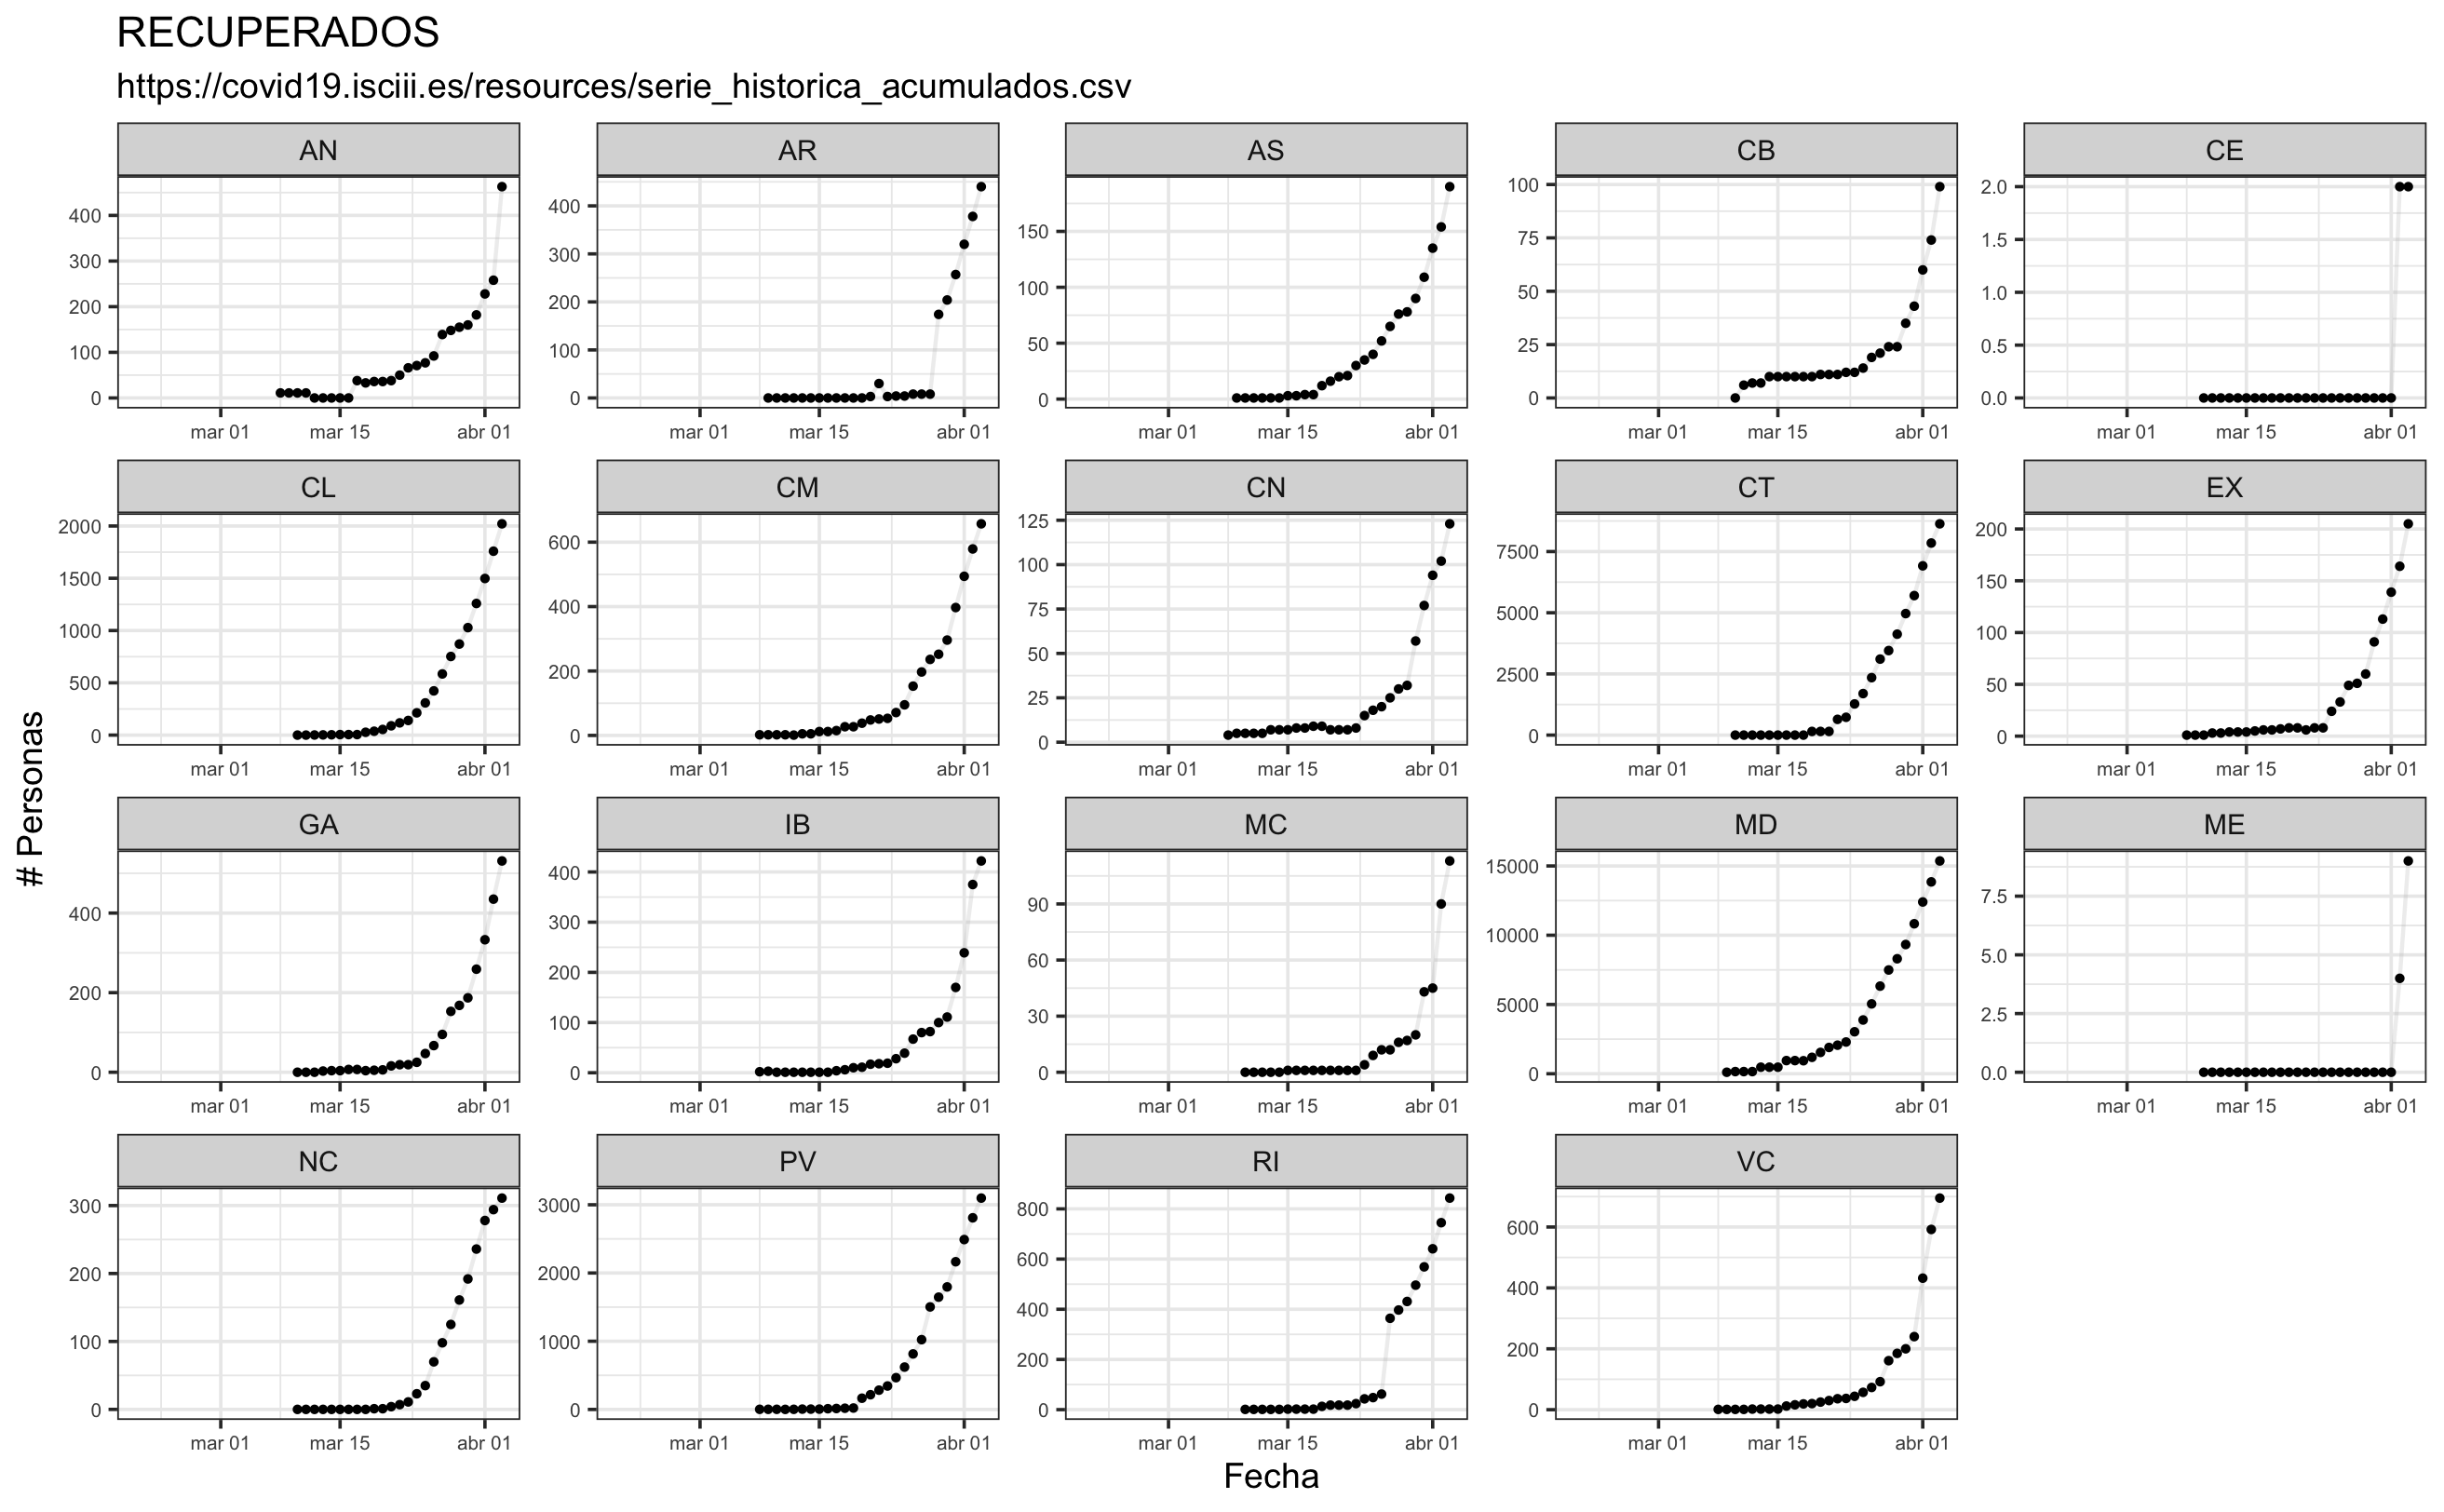 RECUPERADOS
https://covid19.isciii.es/resources/serie_historica_acumulados.csv
# Personas
AN
400
300
200
100
0
mar 01 mar 15 abr 01
AR
400
300
200
100
0
mar 01 mar 15 abr 01
AS
150
100
50
0
mar 01 mar 15 abr 01
CB
100
75
50
25
0
mar 01 mar 15 abr 01
CE
2.0
1.5
1.0
0.5
0.0
mar 01 mar 15 abr 01
CL
2000
1500
1000
500
0
mar 01 mar 15 abr 01
CM
600
400
200
0
mar 01 mar 15 abr 01
CN
125
100
75
50
25
0
mar 01 mar 15 abr 01
CT
7500
5000
2500
0
mar 01 mar 15 abr 01
EX
200
150
100
50
0
mar 01 mar 15 abr 01
GA
400
200
0
mar 01 mar 15 abr 01
IB
400
300
200
100
0
mar 01 mar 15 abr 01
MC
90
60
30
0
mar 01 mar 15 abr 01
MD
15000
10000
5000
0
mar 01 mar 15 abr 01
ME
7.5
5.0
2.5
0.0
mar 01 mar 15 abr 01
NC
300
200
100
0
mar 01 mar 15 abr 01
PV
3000
2000
1000
0
mar 01 mar 15 abr 01
RI
800
600
400
200
0
mar 01 mar 15 abr 01
VC
600
400
200
0
mar 01 mar 15 abr 01
Fecha